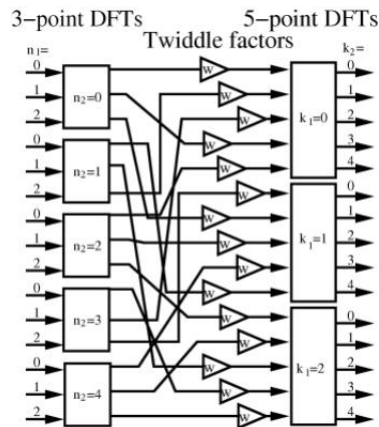 3-point DFTs 5-point DFTs
Twiddle factors
n₁= k₂=
0 W 0
1 n₂=0 W 1
2 W k₁=0 2
0 W 3
1 n₂=1 W 4
2 W 0
0 W 1
1 n₂=2 W k₁=1 2
2 W 3
0 W 4
1 n₂=3 W 0
2 W 1
0 W k₁=2 2
1 n₂=4 W 3
2 W 4